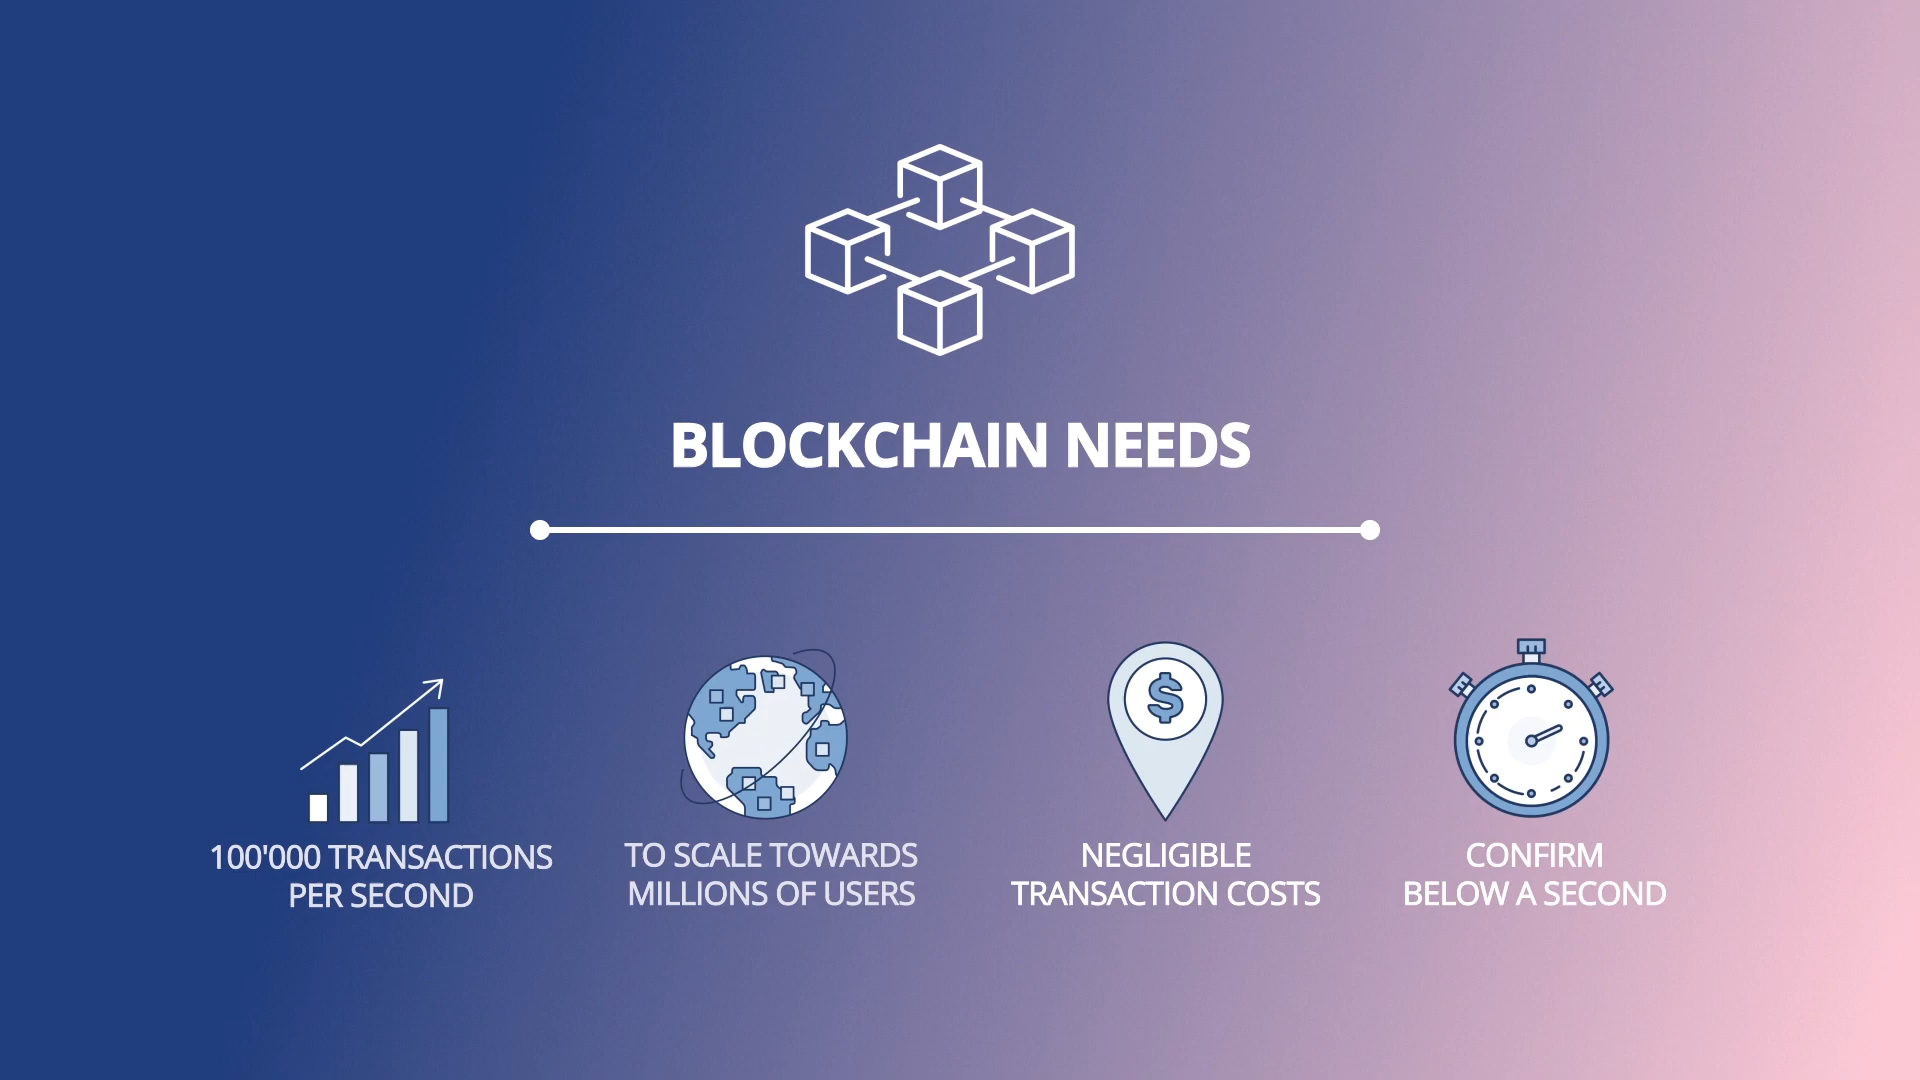 BLOCKCHAIN NEEDS
100'000 TRANSACTIONS
PER SECOND
TO SCALE TOWARDS
MILLIONS OF USERS
$
NEGLIGIBLE
TRANSACTION COSTS
CONFIRM
BELOW A SECOND